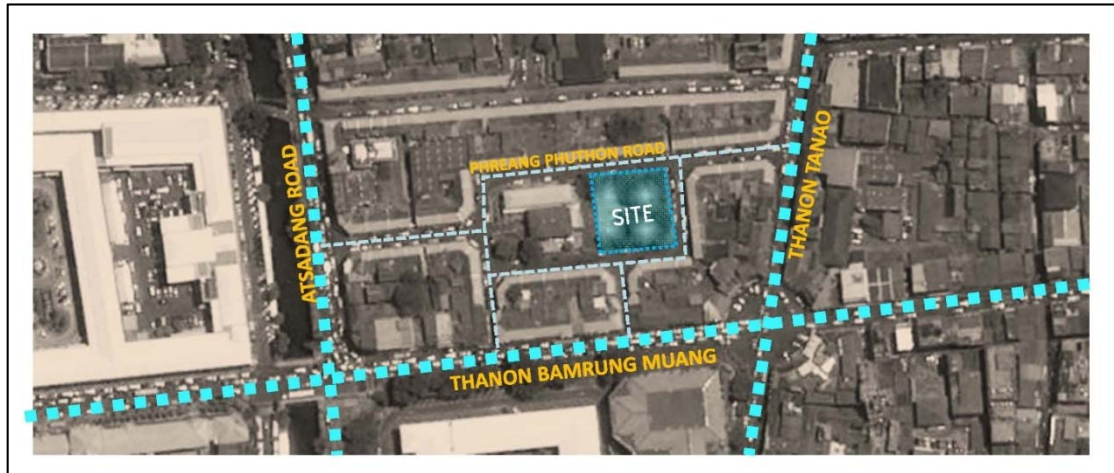 PHREANG PHUTHON ROAD
ATSADANG ROAD
SITE
THANON TANAO
THANON BAMRUNG MUANG